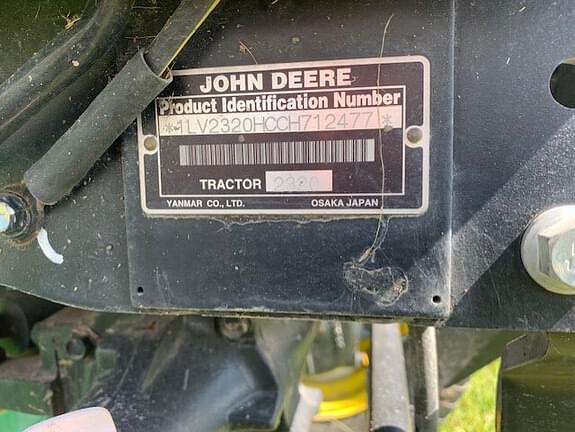 JOHN DEERE
Product Identification Number
*1LV2320HCCH712477*
TRACTOR 2320
YANMAR CO., LTD. OSAKA JAPAN